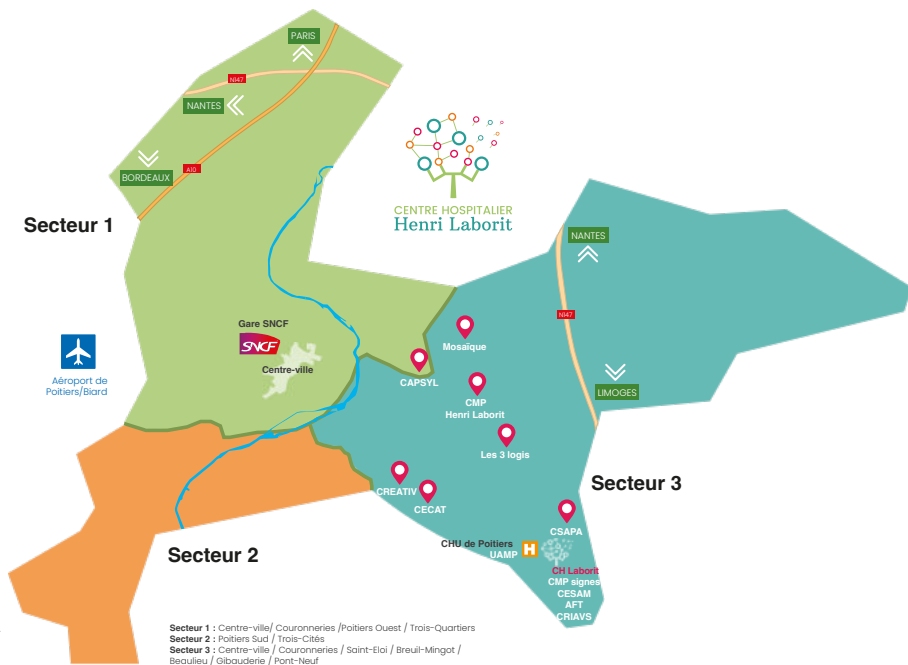 PARIS
N147
NANTES
A10
BORDEAUX
CENTRE HOSPITALIER
Henri Laborit
Secteur 1
NANTES
N147
Gare SNCF
SNCF
Centre-ville
Mosaïque
Aéroport de
Poitiers/Biard
CAPSYL
CMP
Henri Laborit
LIMOGES
Les 3 logis
Secteur 3
CREATIV
CECAT
CSAPA
CHU de Poitiers
UAMP
H
Secteur 2
CH Laborit
CMP signes
CESAM
AFT
CRIAVS
Secteur 1 : Centre-ville/ Couronneries /Poitiers Ouest / Trois-Quartiers
Secteur 2 : Poitiers Sud / Trois-Cités
Secteur 3 : Centre-ville / Couronneries / Saint-Eloi / Breuil-Mingot /
Beaulieu / Gibauderie / Pont-Neuf